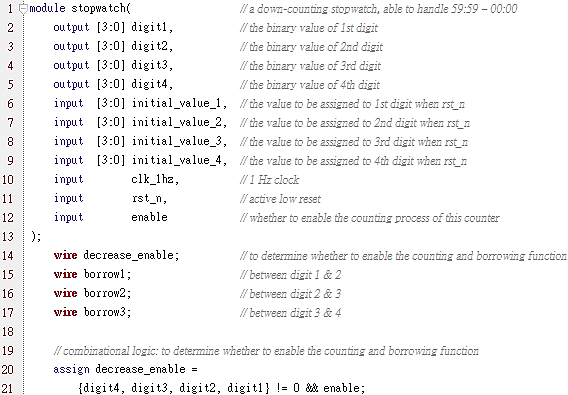 1 module stopwatch( // a down-counting stopwatch, able to handle 59:59 – 00:00
2 output [3:0] digit1, // the binary value of 1st digit
3 output [3:0] digit2, // the binary value of 2nd digit
4 output [3:0] digit3, // the binary value of 3rd digit
5 output [3:0] digit4, // the binary value of 4th digit
6 input [3:0] initial_value_1, // the value to be assigned to 1st digit when rst_n
7 input [3:0] initial_value_2, // the value to be assigned to 2nd digit when rst_n
8 input [3:0] initial_value_3, // the value to be assigned to 3rd digit when rst_n
9 input [3:0] initial_value_4, // the value to be assigned to 4th digit when rst_n
10 input clk_1hz, // 1 Hz clock
11 input rst_n, // active low reset
12 input enable // whether to enable the counting process of this counter
13 );
14 wire decrease_enable; // to determine whether to enable the counting and borrowing function
15 wire borrow1; // between digit 1 & 2
16 wire borrow2; // between digit 2 & 3
17 wire borrow3; // between digit 3 & 4
18
19 // combinational logic: to determine whether to enable the counting and borrowing function
20 assign decrease_enable =
21 {digit4, digit3, digit2, digit1} != 0 && enable;